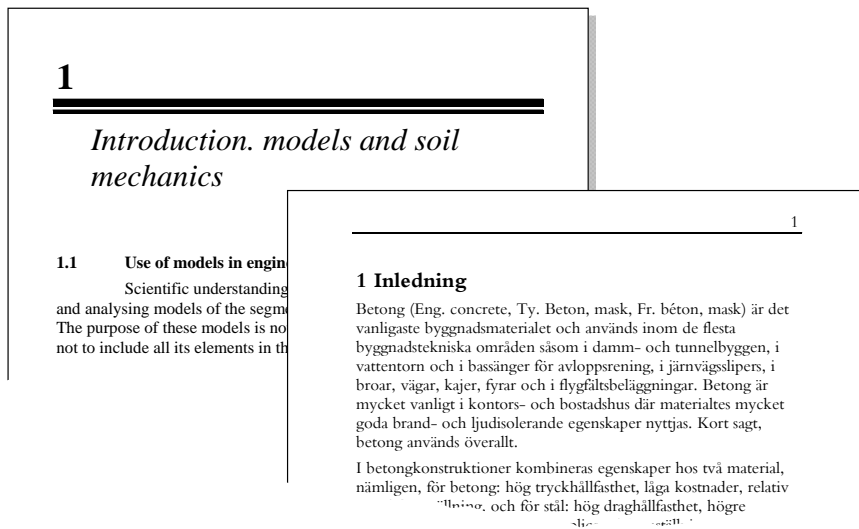 1
Introduction. models and soil
mechanics
1.1 Use of models in engin
Scientific understanding
and analysing models of the segme
The purpose of these models is no
not to include all its elements in th
1
1 Inledning
Betong (Eng. concrete, Ty. Beton, mask, Fr. béton, mask) är det
vanligaste byggnadsmaterialet och används inom de flesta
byggnadstekniska områden såsom i damm- och tunnelbyggen, i
vattentorn och i bassänger för avloppsrening, i järnvägsslipers, i
broar, vägar, kajer, fyrar och i flygfältsbeläggningar. Betong är
mycket vanligt i kontors- och bostadshus där materialtes mycket
goda brand- och ljudisolerande egenskaper nyttjas. Kort sagt,
betong används överallt.
I betongkonstruktioner kombineras egenskaper hos två material,
nämligen, för betong: hög tryckhållfasthet, låga kostnader, relativ
och för stål: hög draghållfasthet, högre